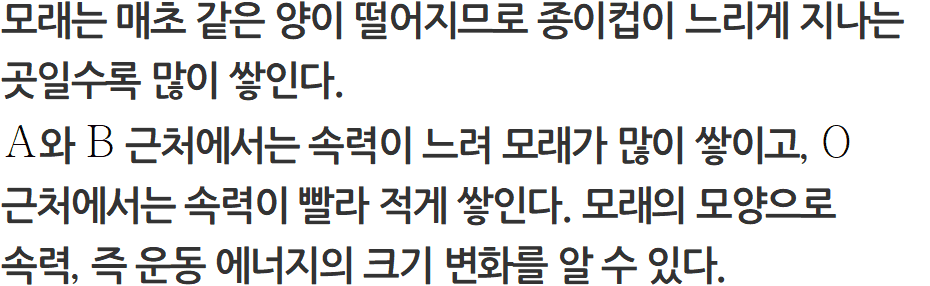 모래는 매초 같은 양이 떨어지므로 종이컵이 느리게 지나는
곳일수록 많이 쌓인다.
A와 B 근처에서는 속력이 느려 모래가 많이 쌓이고, O
근처에서는 속력이 빨라 적게 쌓인다. 모래의 모양으로
속력, 즉 운동 에너지의 크기 변화를 알 수 있다.